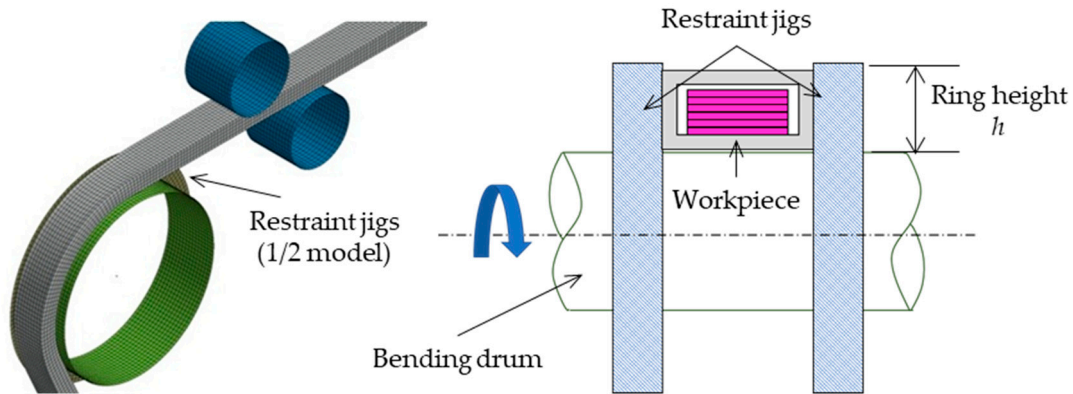 Restraint jigs
(1/2 model)
Restraint jigs
Ring height
h
Workpiece
Bending drum